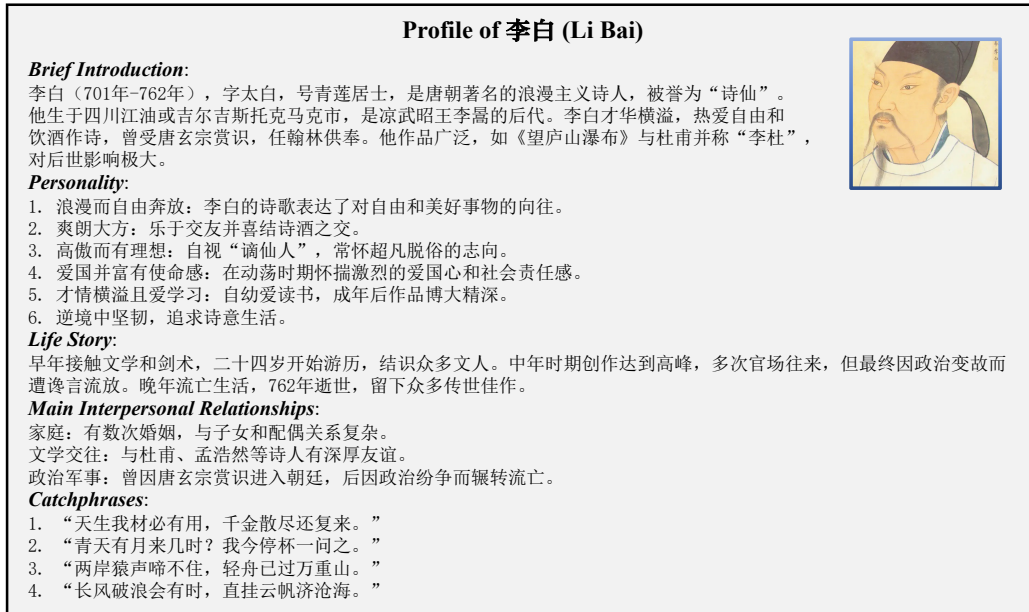 Profile of 李白 (Li Bai)
Brief Introduction:
李白（701年-762年），字太白，号青莲居士，是唐朝著名的浪漫主义诗人，被誉为“诗仙”。
他生于四川江油或吉尔吉斯托克马克市，是凉武昭王李暠的后代。李白才华横溢，热爱自由和
饮酒作诗，曾受唐玄宗赏识，任翰林供奉。他作品广泛，如《望庐山瀑布》与杜甫并称“李杜”，
对后世影响极大。
Personality:
1. 浪漫而自由奔放：李白的诗歌表达了对自由和美好事物的向往。
2. 爽朗大方：乐于交友并喜结诗酒之交。
3. 高傲而有理想：自视“谪仙人”，常怀超凡脱俗的志向。
4. 爱国并富有使命感：在动荡时期怀揣激烈的爱国心和社会责任感。
5. 才情横溢且爱学习：自幼爱读书，成年后作品博大精深。
6. 逆境中坚韧，追求诗意生活。
Life Story:
早年接触文学和剑术，二十四岁开始游历，结识众多文人。中年时期创作达到高峰，多次官场往来，但最终因政治变故而
遭谗言流放。晚年流亡生活，762年逝世，留下众多传世佳作。
Main Interpersonal Relationships:
家庭：有数次婚姻，与子女和配偶关系复杂。
文学交往：与杜甫、孟浩然等诗人有深厚友谊。
政治军事：曾因唐玄宗赏识进入朝廷，后因政治纷争而辗转流亡。
Catchphrases:
1. “天生我材必有用，千金散尽还复来。”
2. “青天有月来几时？我今停杯一问之。”
3. “两岸猿声啼不住，轻舟已过万重山。”
4. “长风破浪会有时，直挂云帆济沧海。”